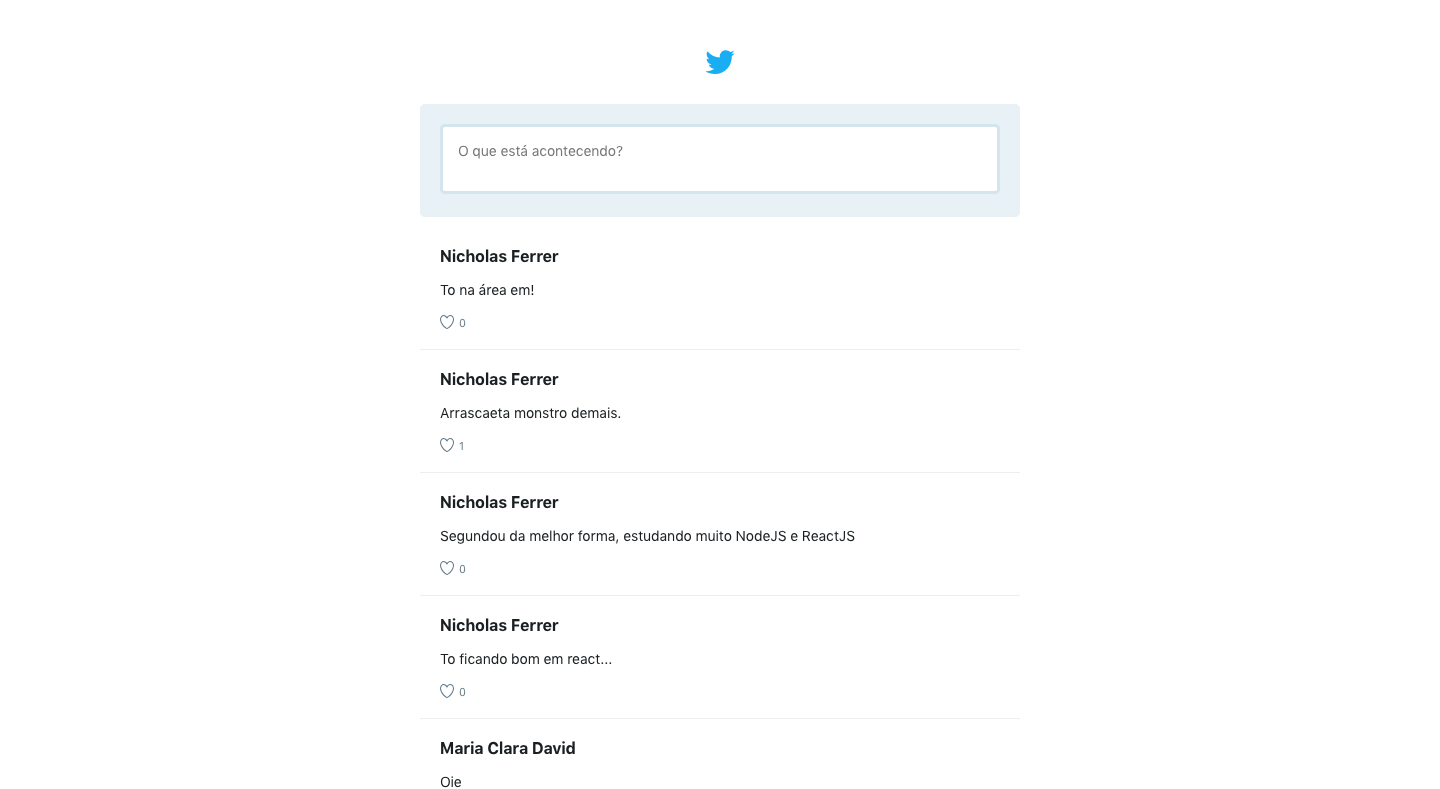 O que está acontecendo?
Nicholas Ferrer
To na área em!
0
Nicholas Ferrer
Arrascaeta monstro demais.
1
Nicholas Ferrer
Segundou da melhor forma, estudando muito NodeJS e ReactJS
0
Nicholas Ferrer
To ficando bom em react...
0
Maria Clara David
Oie